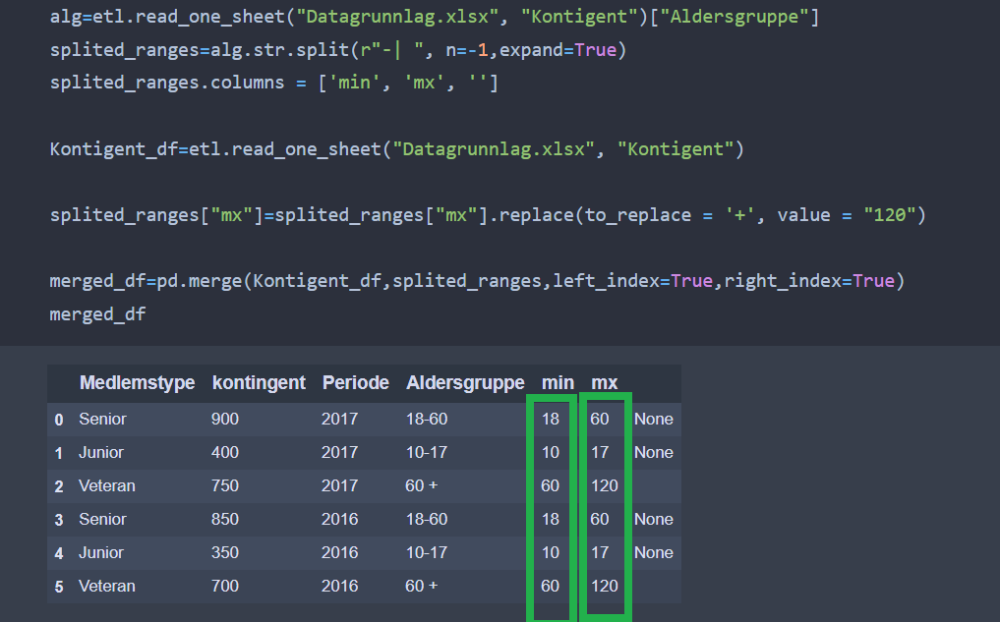 alg=etl.read_one_sheet("Datagrunnlag.xlsx", "Kontigent")["Aldersgruppe"]
splited_ranges=alg.str.split(r"-| ", n=-1,expand=True)
splited_ranges.columns = ['min', 'mx', '']
Kontigent_df=etl.read_one_sheet("Datagrunnlag.xlsx", "Kontigent")
splited_ranges["mx"]=splited_ranges["mx"].replace(to_replace = '+', value = "120")
merged_df=pd.merge(Kontigent_df,splited_ranges,left_index=True,right_index=True)
merged_df
Medlemstype kontingent Periode Aldersgruppe min mx
0 Senior 900 2017 18-60 18 60 None
1 Junior 400 2017 10-17 10 17 None
2 Veteran 750 2017 60 + 60 120
3 Senior 850 2016 18-60 18 60 None
4 Junior 350 2016 10-17 10 17 None
5 Veteran 700 2016 60 + 60 120